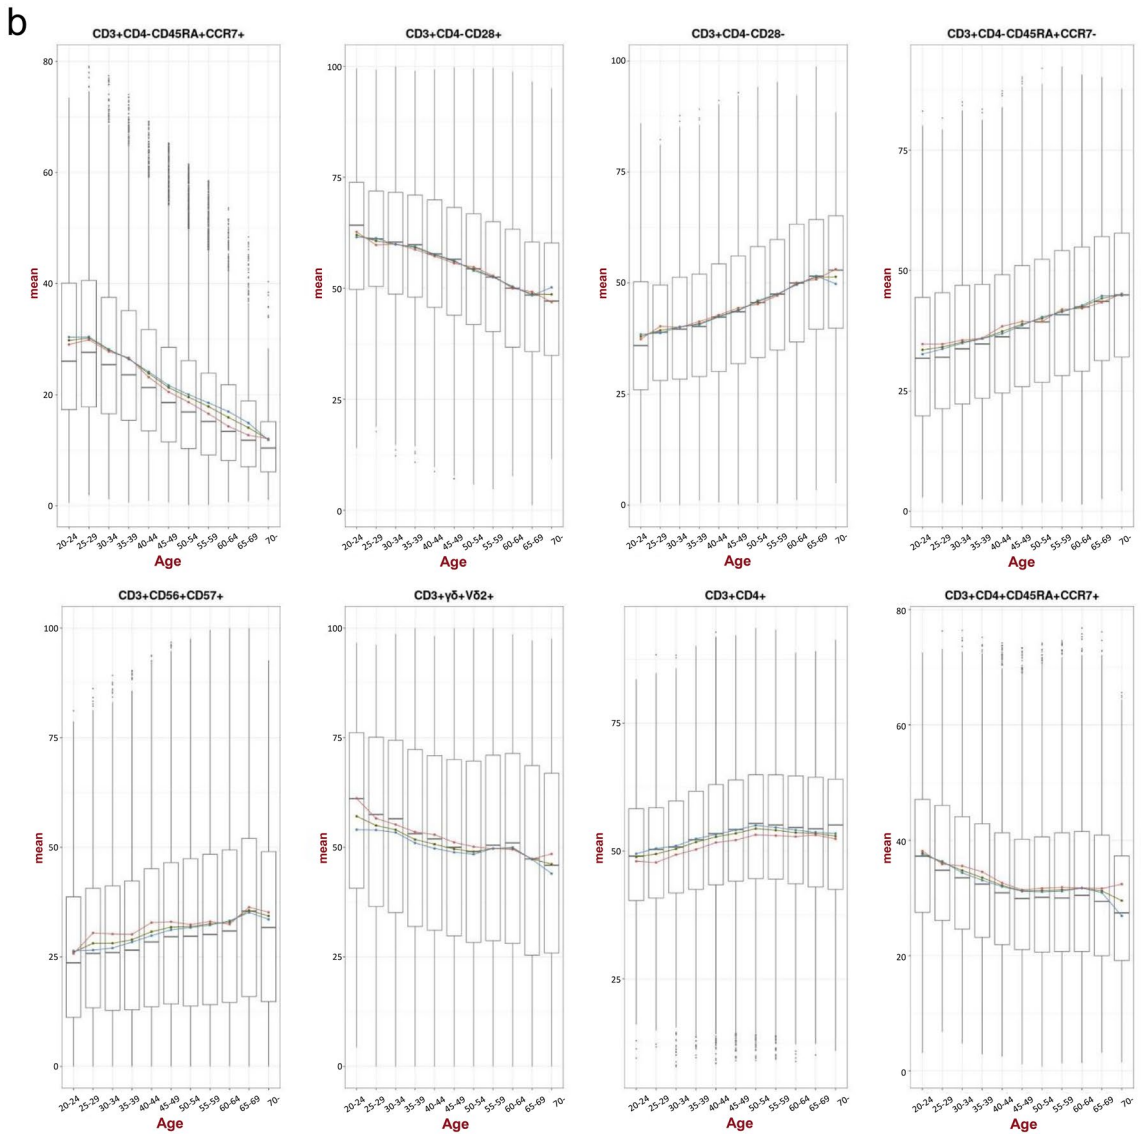 b
CD3+CD4-CD45RA+CCR7+
80
60
40
20
0
mean
20-24 25-29 30-34 35-39 40-44 45-49 50-54 55-59 60-64 65-69 70-
Age
CD3+CD4-CD28+
100
75
50
25
0
mean
20-24 25-29 30-34 35-39 40-44 45-49 50-54 55-59 60-64 65-69 70-
Age
CD3+CD4-CD28-
100
75
50
25
0
mean
20-24 25-29 30-34 35-39 40-44 45-49 50-54 55-59 60-64 65-69 70-
Age
CD3+CD4-CD45RA+CCR7-
75
50
25
0
mean
20-24 25-29 30-34 35-39 40-44 45-49 50-54 55-59 60-64 65-69 70-
Age
CD3+CD56+CD57+
100
75
50
25
0
mean
20-24 25-29 30-34 35-39 40-44 45-49 50-54 55-59 60-64 65-69 70-
Age
CD3+γδ+Vδ2+
100
75
50
25
0
mean
20-24 25-29 30-34 35-39 40-44 45-49 50-54 55-59 60-64 65-69 70-
Age
CD3+CD4+
75
50
25
mean
20-24 25-29 30-34 35-39 40-44 45-49 50-54 55-59 60-64 65-69 70-
Age
CD3+CD4+CD45RA+CCR7+
80
60
40
20
0
mean
20-24 25-29 30-34 35-39 40-44 45-49 50-54 55-59 60-64 65-69 70-
Age